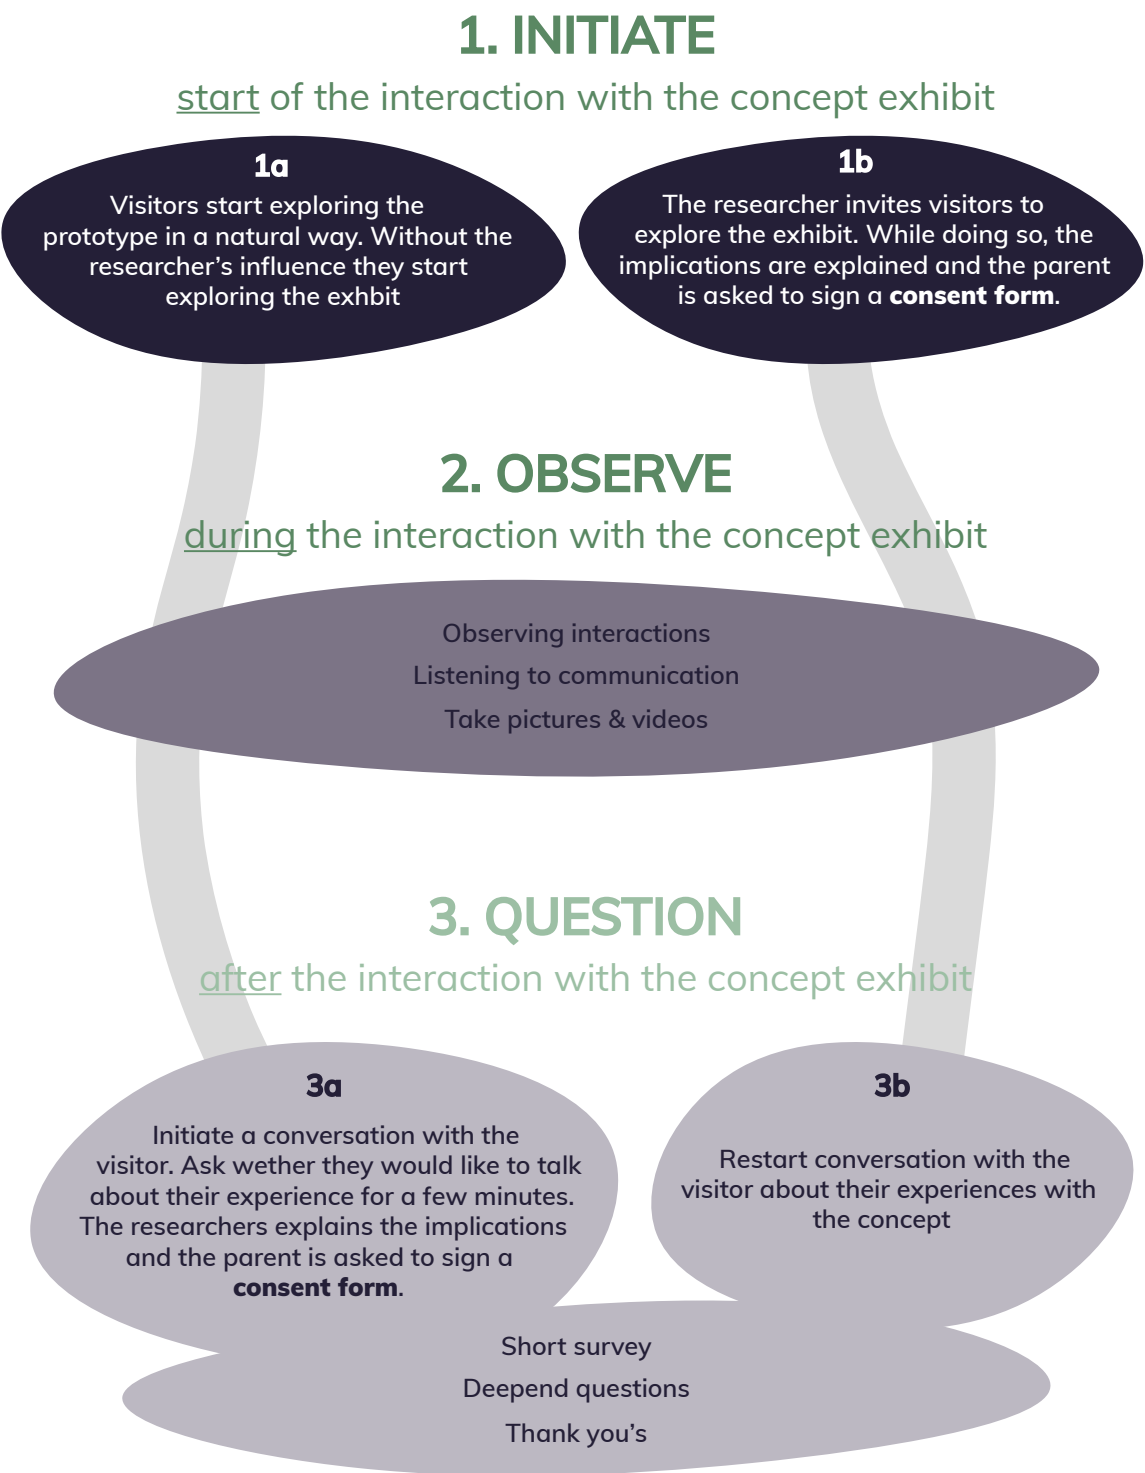 1. INITIATE
start of the interaction with the concept exhibit
1a
Visitors start exploring the
prototype in a natural way. Without the
researcher's influence they start
exploring the exhbit
1b
The researcher invites visitors to
explore the exhibit. While doing so, the
implications are explained and the parent
is asked to sign a consent form.
2. OBSERVE
during the interaction with the concept exhibit
Observing interactions
Listening to communication
Take pictures & videos
3. QUESTION
after the interaction with the concept exhibit
3a
Initiate a conversation with the
visitor. Ask wether they would like to talk
about their experience for a few minutes.
The researchers explains the implications
and the parent is asked to sign a
consent form.
3b
Restart conversation with the
visitor about their experiences with
the concept
Short survey
Deepend questions
Thank you's